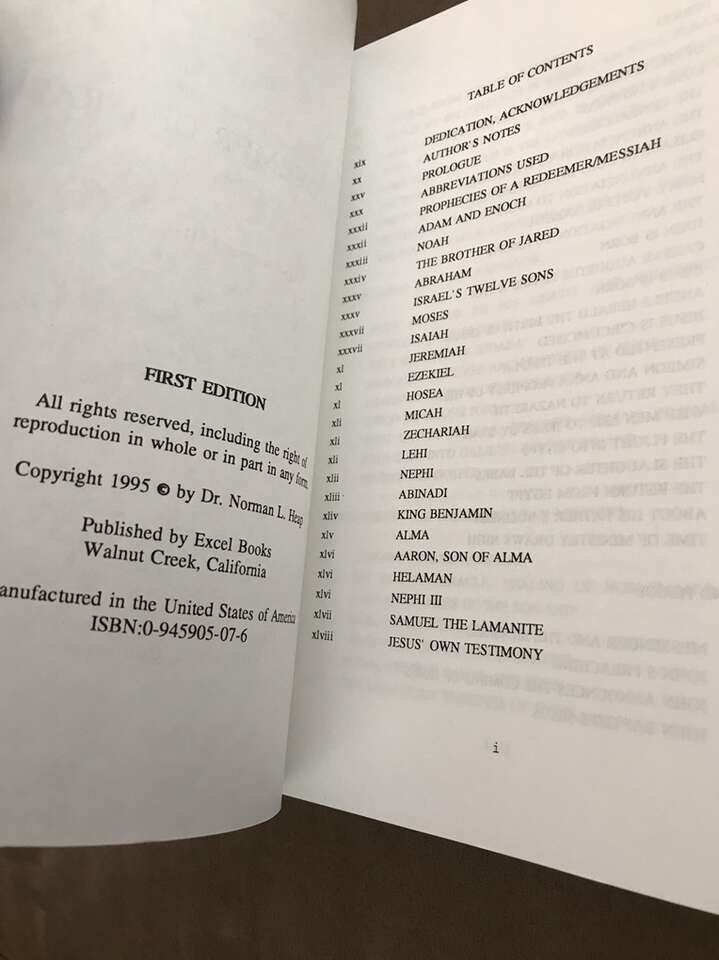 FIRST EDITION
All rights reserved, including the right of
reproduction in whole or in part in any form.
Copyright 1995 © by Dr. Norman L. Heap
Published by Excel Books
Walnut Creek, California
anufactured in the United States of America
ISBN:0-945905-07-6
TABLE OF CONTENTS
xix DEDICATION, ACKNOWLEDGEMENTS
xx AUTHOR'S NOTES
xxv PROLOGUE
xxx ABBREVIATIONS USED
xxxii PROPHECIES OF A REDEEMER/MESSIAH
xxxii ADAM AND ENOCH
xxxiii NOAH
xxxiv THE BROTHER OF JARED
xxxv ABRAHAM
xxxv ISRAEL'S TWELVE SONS
xxxvii MOSES
xxxvii ISAIAH
xl JEREMIAH
xl EZEKIEL
xl HOSEA
xli MICAH
xli ZECHARIAH
xli LEHI
xlii NEPHI
xliii ABINADI
xliv KING BENJAMIN
xlv ALMA
xlvi AARON, SON OF ALMA
xlvi HELAMAN
xlvi NEPHI III
xlvii SAMUEL THE LAMANITE
xlviii JESUS' OWN TESTIMONY
i